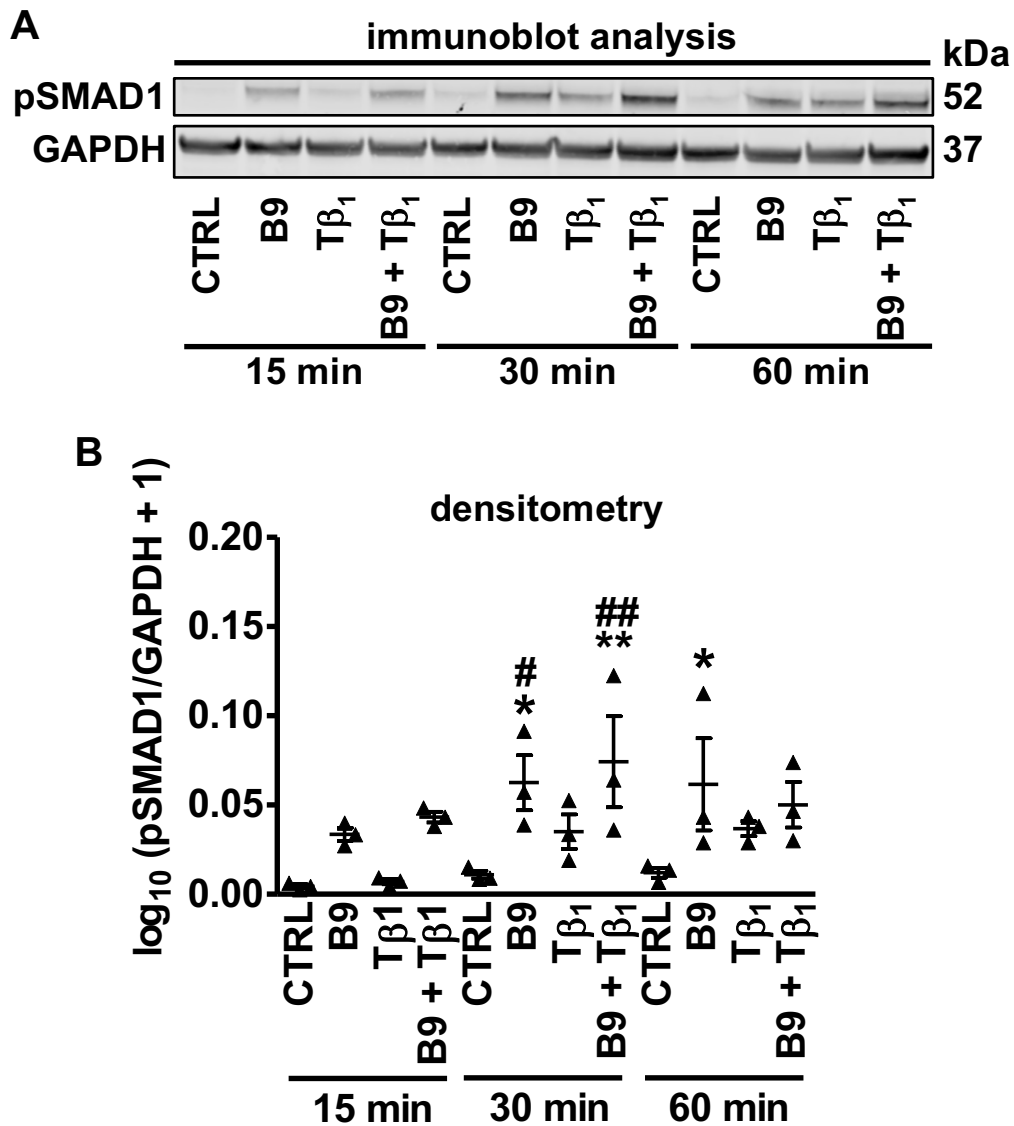 A
immunoblot analysis
kDa
pSMAD1
52
GAPDH
37
CTRL
B9
Tβ₁
B9 + Tβ₁
CTRL
B9
Tβ₁
B9 + Tβ₁
CTRL
B9
Tβ₁
B9 + Tβ₁
15 min
30 min
60 min
B
densitometry
log₁₀ (pSMAD1/GAPDH + 1)
0.20
0.15
0.10
0.05
0.00
#
*
##
**
*
CTRL
B9
Tβ1
B9 + Tβ1
CTRL
B9
Tβ₁
B9 + Tβ₁
CTRL
B9
Tβ₁
B9 + Tβ₁
15 min
30 min
60 min